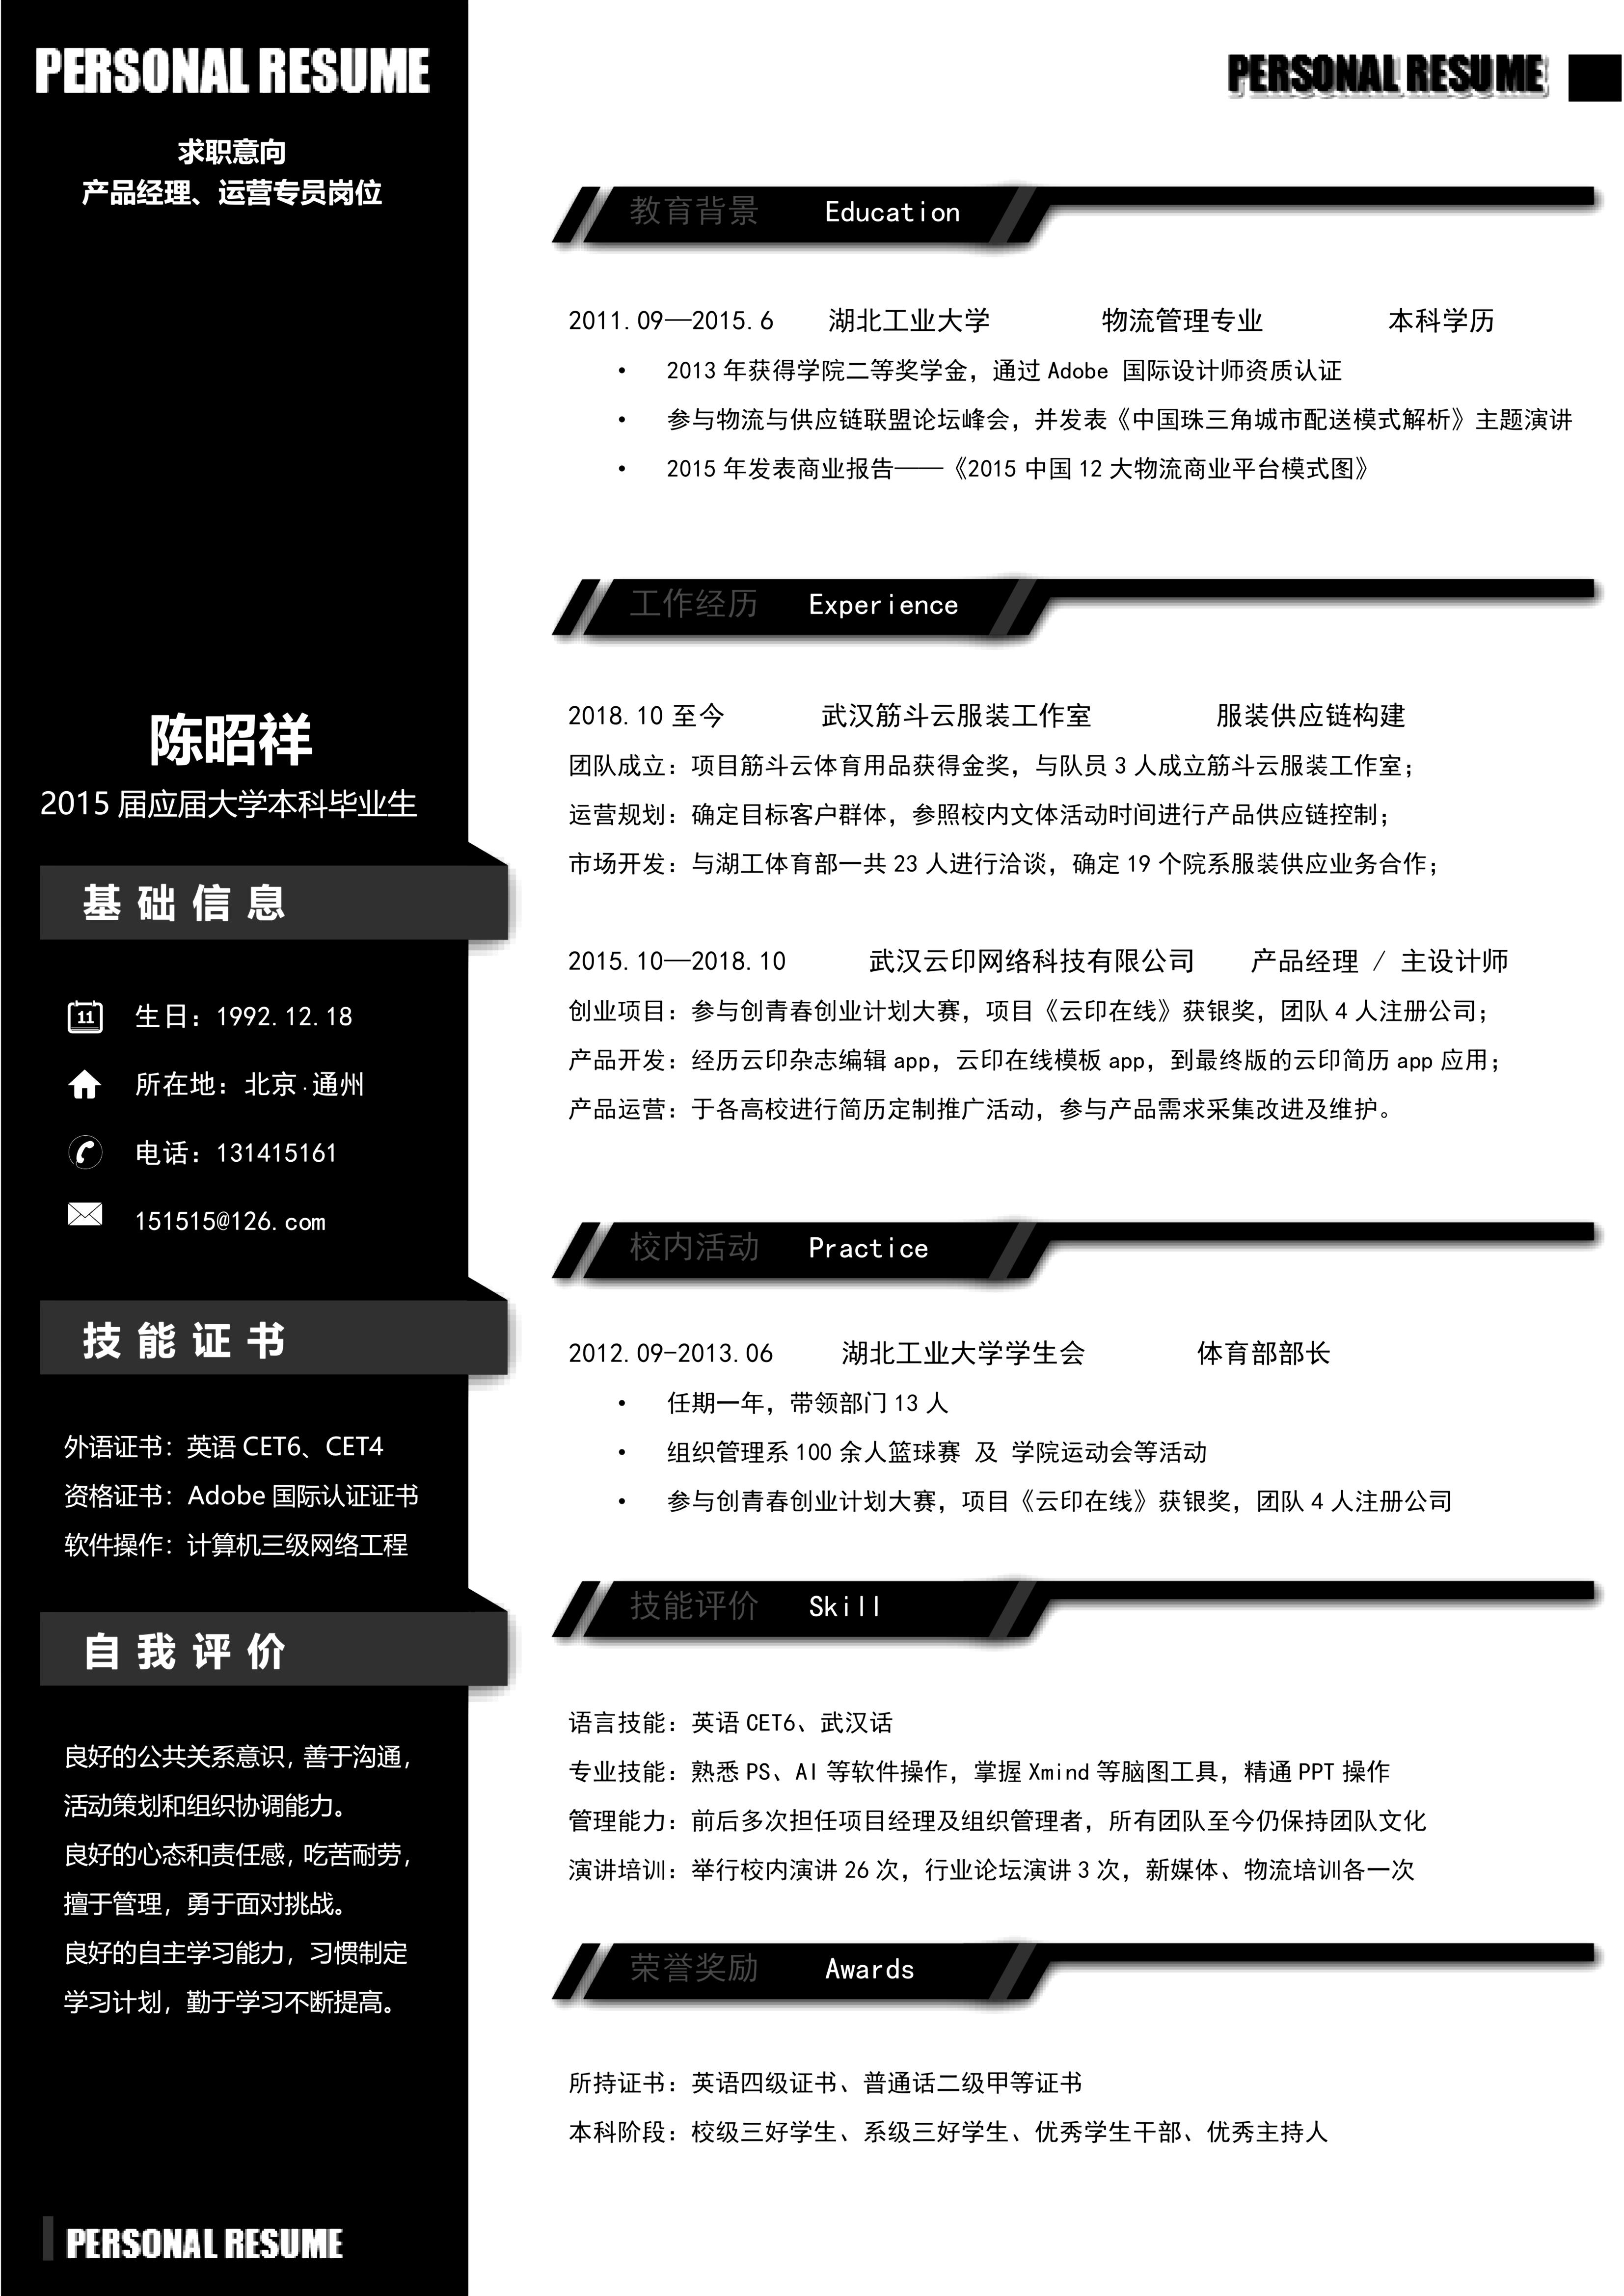 PERSONAL RESUME
求职意向
产品经理、运营专员岗位
陈昭祥
2015 届应届大学本科毕业生
基 础 信 息
11
生日：1992.12.18
所在地：北京·通州
电话：131415161
151515@126.com
技 能 证 书
外语证书：英语 CET6、CET4
资格证书：Adobe 国际认证证书
软件操作：计算机三级网络工程
自 我 评 价
良好的公共关系意识，善于沟通，
活动策划和组织协调能力。
良好的心态和责任感，吃苦耐劳，
擅于管理，勇于面对挑战。
良好的自主学习能力，习惯制定
学习计划，勤于学习不断提高。
PERSONAL RESUME
PERSONAL RESUME
教育背景 Education
2011.09—2015.6 湖北工业大学 物流管理专业 本科学历
• 2013 年获得学院二等奖学金，通过 Adobe 国际设计师资质认证
• 参与物流与供应链联盟论坛峰会，并发表《中国珠三角城市配送模式解析》主题演讲
• 2015 年发表商业报告——《2015 中国 12 大物流商业平台模式图》
工作经历 Experience
2018.10 至今 武汉筋斗云服装工作室 服装供应链构建
团队成立：项目筋斗云体育用品获得金奖，与队员 3 人成立筋斗云服装工作室；
运营规划：确定目标客户群体，参照校内文体活动时间进行产品供应链控制；
市场开发：与湖工体育部一共 23 人进行洽谈，确定 19 个院系服装供应业务合作；
2015.10—2018.10 武汉云印网络科技有限公司 产品经理 / 主设计师
创业项目：参与创青春创业计划大赛，项目《云印在线》获银奖，团队 4 人注册公司；
产品开发：经历云印杂志编辑 app，云印在线模板 app，到最终版的云印简历 app 应用；
产品运营：于各高校进行简历定制推广活动，参与产品需求采集改进及维护。
校内活动 Practice
2012.09-2013.06 湖北工业大学学生会 体育部部长
• 任期一年，带领部门 13 人
• 组织管理系 100 余人篮球赛 及 学院运动会等活动
• 参与创青春创业计划大赛，项目《云印在线》获银奖，团队 4 人注册公司
技能评价 Skill
语言技能：英语 CET6、武汉话
专业技能：熟悉 PS、AI 等软件操作，掌握 Xmind 等脑图工具，精通 PPT 操作
管理能力：前后多次担任项目经理及组织管理者，所有团队至今仍保持团队文化
演讲培训：举行校内演讲 26 次，行业论坛演讲 3 次，新媒体、物流培训各一次
荣誉奖励 Awards
所持证书：英语四级证书、普通话二级甲等证书
本科阶段：校级三好学生、系级三好学生、优秀学生干部、优秀主持人